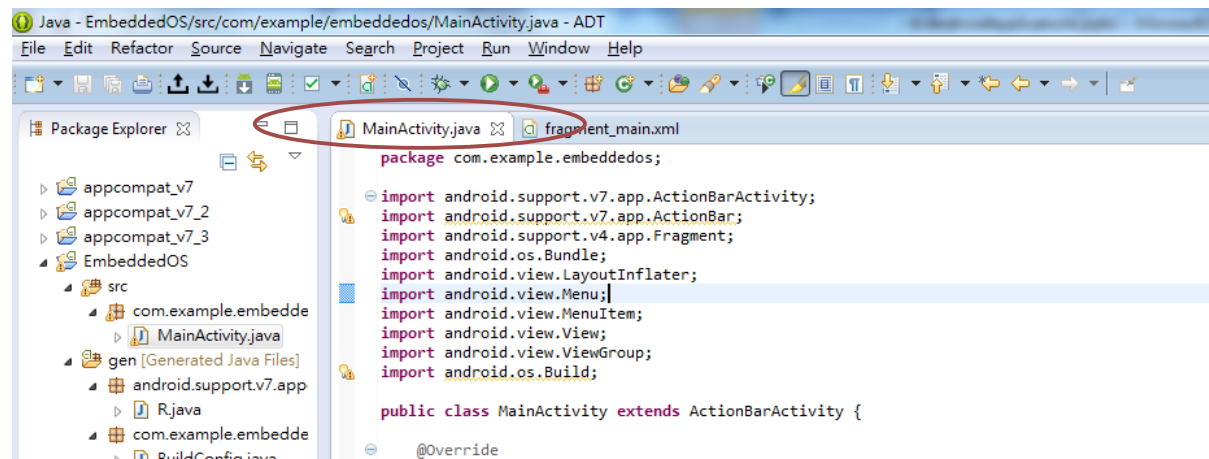 Java - EmbeddedOS/src/com/example/embeddedos/MainActivity.java - ADT
File Edit Refactor Source Navigate Search Project Run Window Help
Package Explorer
MainActivity.java
fragment_main.xml
appcompat_v7
appcompat_v7_2
appcompat_v7_3
EmbeddedOS
src
com.example.embedde
MainActivity.java
gen [Generated Java Files]
android.support.v7.app
R.java
com.example.embedde
BuildConfig.java
package com.example.embeddedos;
import android.support.v7.app.ActionBarActivity;
import android.support.v7.app.ActionBar;
import android.support.v4.app.Fragment;
import android.os.Bundle;
import android.view.LayoutInflater;
import android.view.Menu;
import android.view.MenuItem;
import android.view.View;
import android.view.ViewGroup;
import android.os.Build;
public class MainActivity extends ActionBarActivity {
@Override